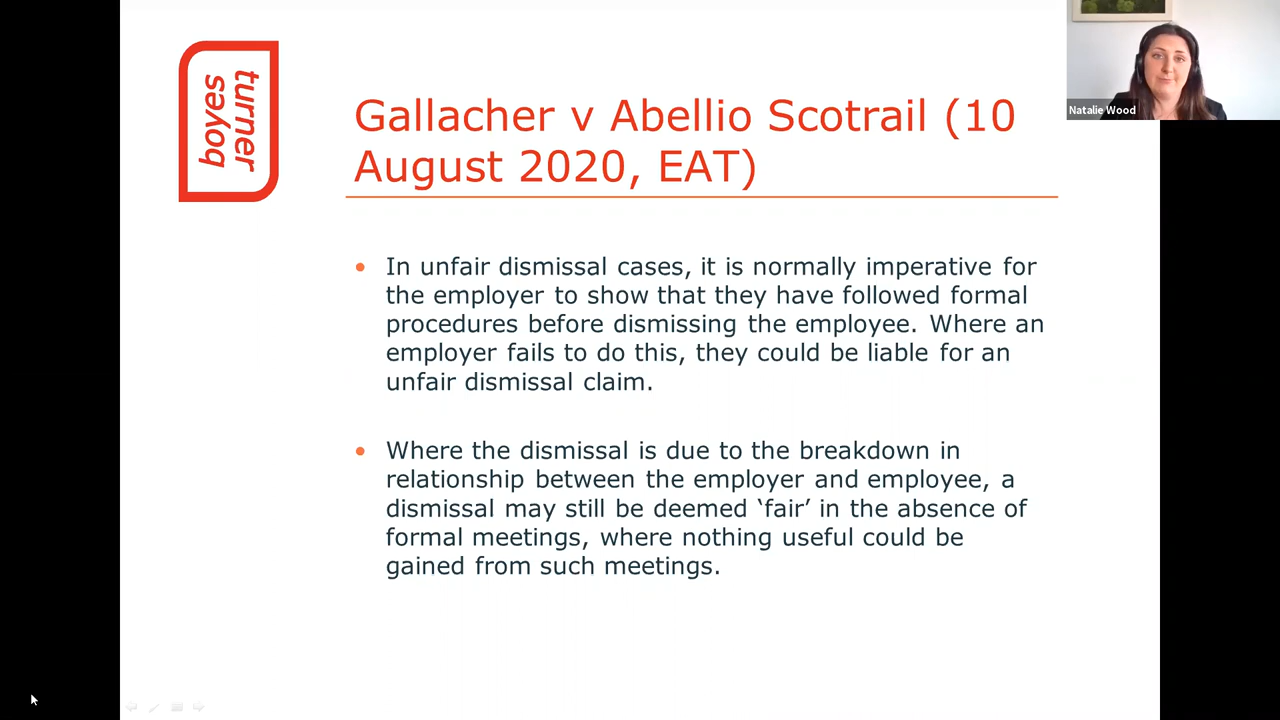 boyes
turner
Gallacher v Abellio Scotrail (10
August 2020, EAT)
Natalie Wood
In unfair dismissal cases, it is normally imperative for
the employer to show that they have followed formal
procedures before dismissing the employee. Where an
employer fails to do this, they could be liable for an
unfair dismissal claim.
Where the dismissal is due to the breakdown in
relationship between the employer and employee, a
dismissal may still be deemed ‘fair’ in the absence of
formal meetings, where nothing useful could be
gained from such meetings.